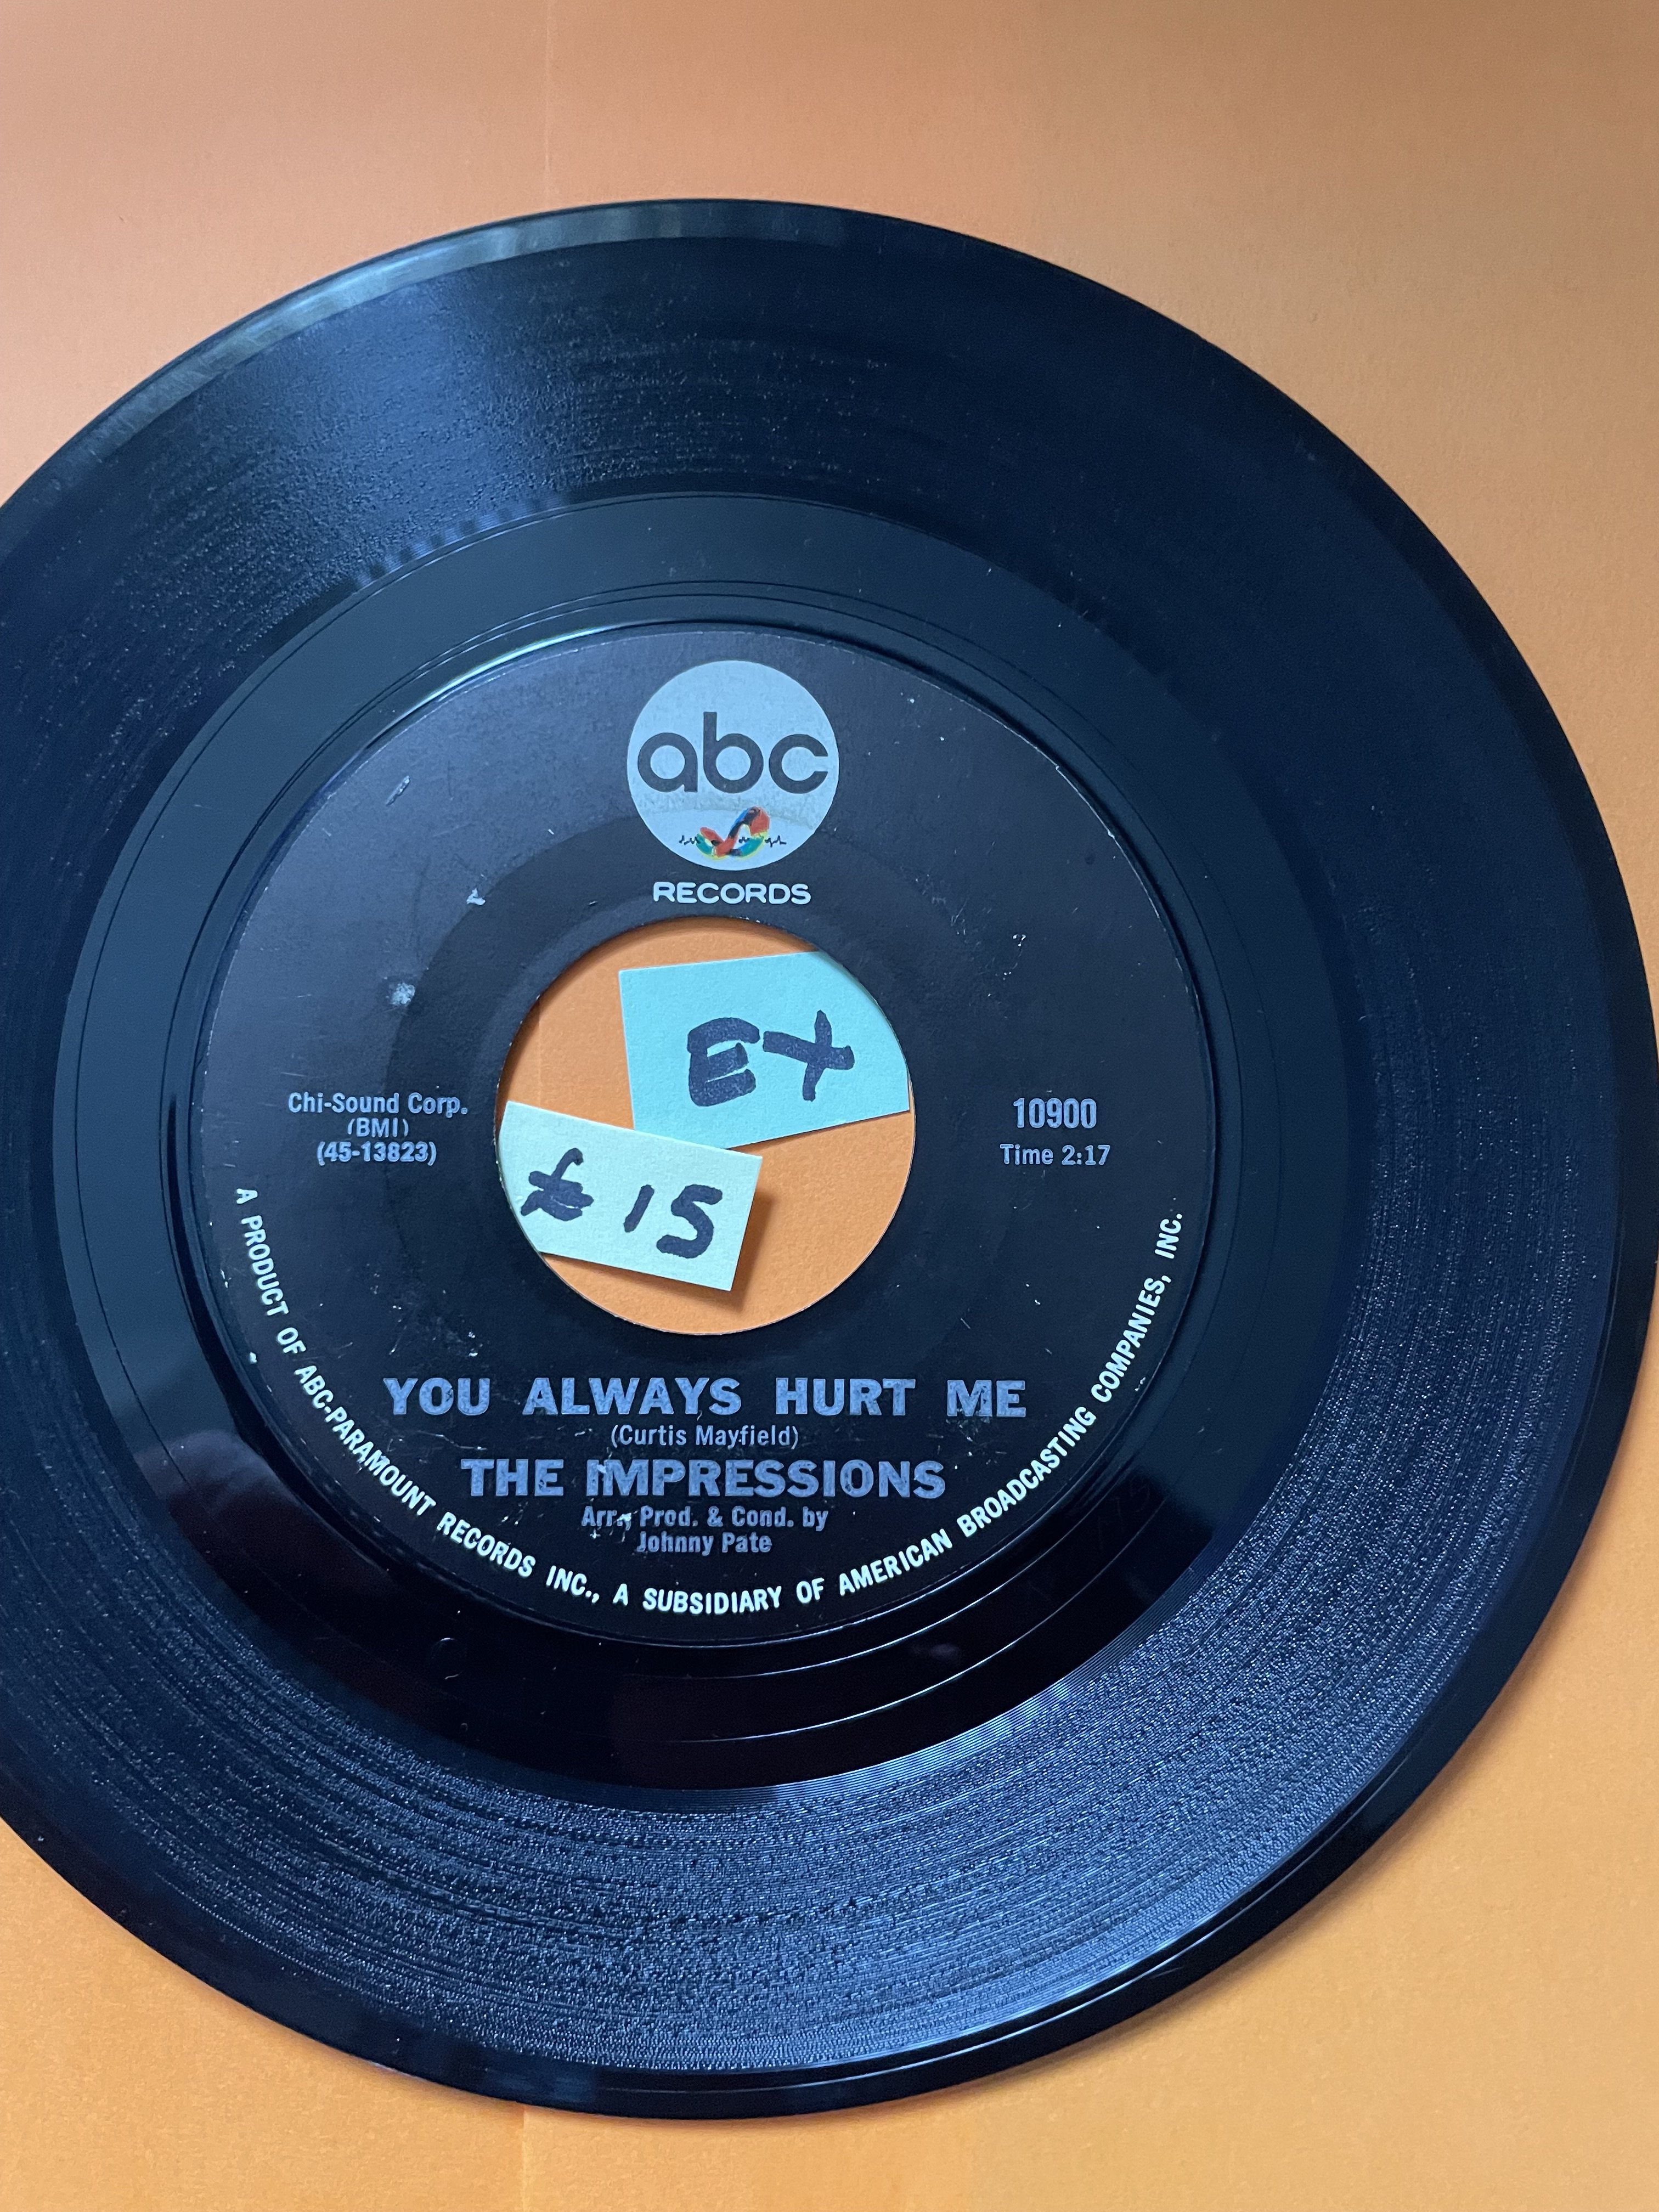 abc
RECORDS
EX
£15
Chi-Sound Corp.
(BMI)
(45-13823)
10900
Time 2:17
YOU ALWAYS HURT ME
(Curtis Mayfield)
THE IMPRESSIONS
Arr., Prod. & Cond. by
Johnny Pate
A PRODUCT OF ABC-PARAMOUNT RECORDS INC., A SUBSIDIARY OF AMERICAN BROADCASTING COMPANIES, INC.